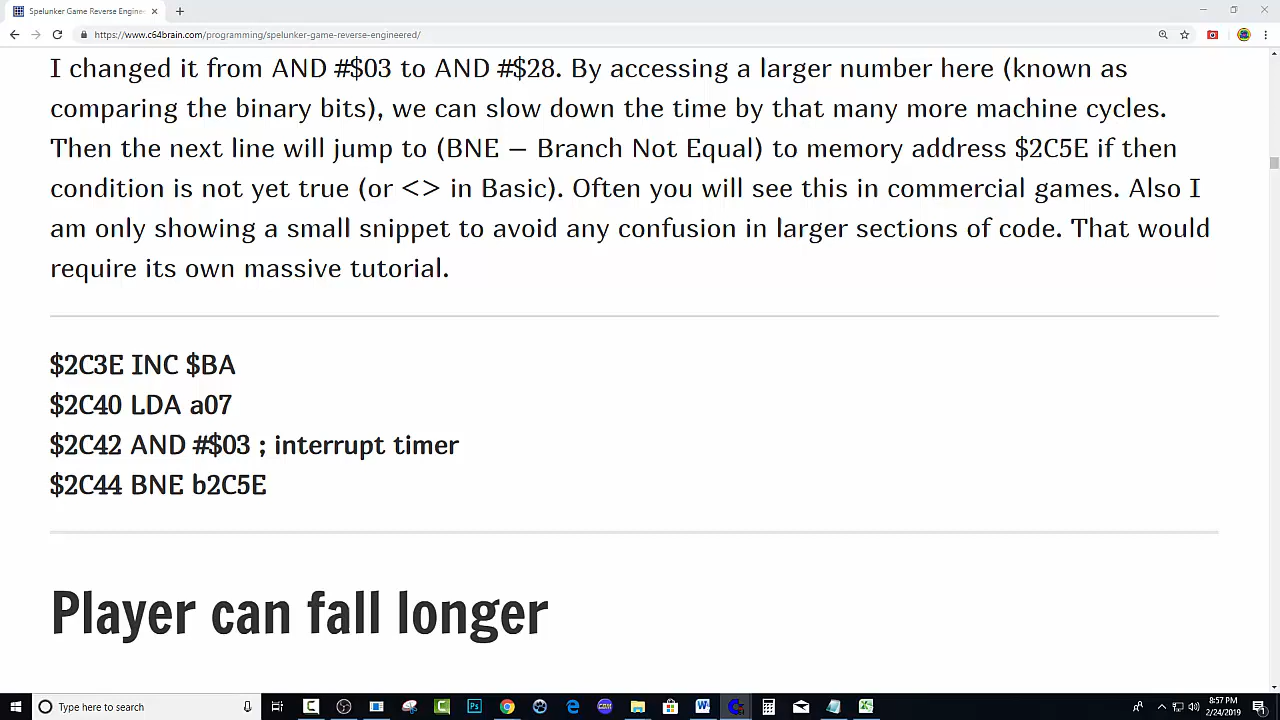 Spelunker Game Reverse Engine
https://www.c64brain.com/programming/spelunker-game-reverse-engineered/
I changed it from AND #$03 to AND #$28. By accessing a larger number here (known as
comparing the binary bits), we can slow down the time by that many more machine cycles.
Then the next line will jump to (BNE – Branch Not Equal) to memory address $2C5E if then
condition is not yet true (or <> in Basic). Often you will see this in commercial games. Also I
am only showing a small snippet to avoid any confusion in larger sections of code. That would
require its own massive tutorial.
$2C3E INC $BA
$2C40 LDA a07
$2C42 AND #$03 ; interrupt timer
$2C44 BNE b2C5E
Player can fall longer
Type here to search
8:57 PM
2/24/2019